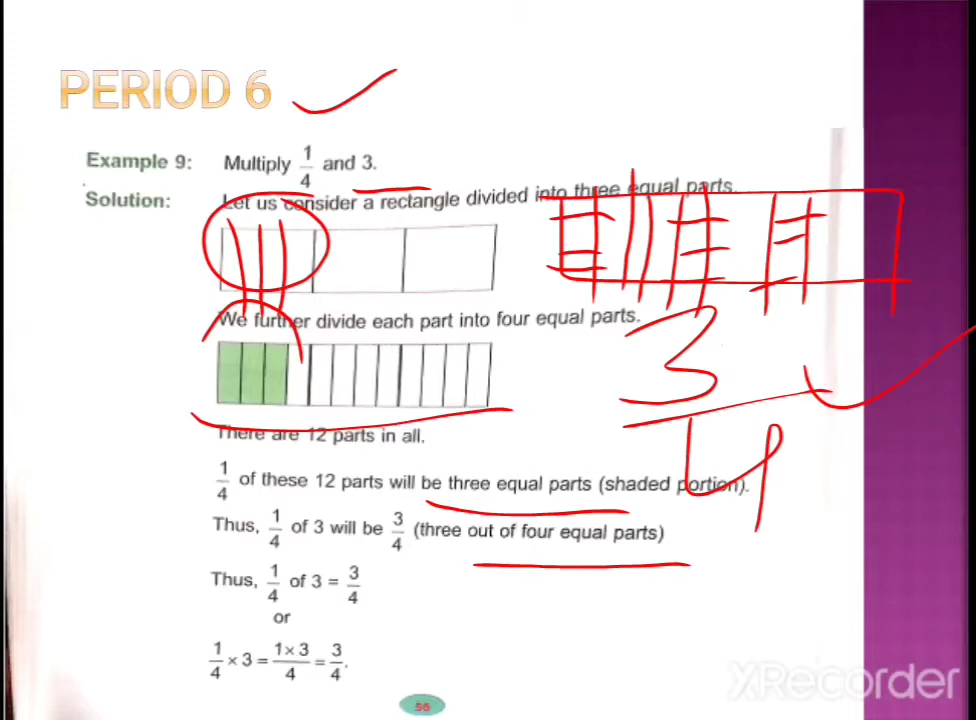 PERIOD 6
Example 9: Multiply 1/4 and 3.
Solution: Let us consider a rectangle divided into three equal parts.
We further divide each part into four equal parts.
3/4
There are 12 parts in all.
1/4 of these 12 parts will be three equal parts (shaded portion).
Thus, 1/4 of 3 will be 3/4 (three out of four equal parts)
Thus, 1/4 of 3 = 3/4
or
1/4 × 3 = 1×3/4 = 3/4.
56
XRecorder